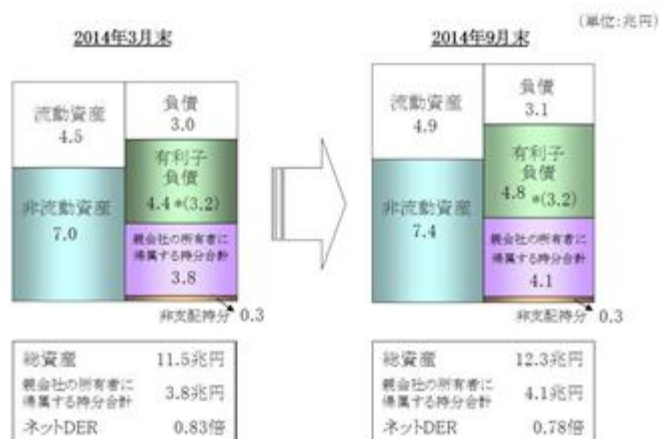 (単位:兆円)
2014年3月末
流動資産
4.5
非流動資産
7.0
負債
3.0
有利子
負債
4.4 *(3.2)
親会社の所有者に
帰属する持分合計
3.8
非支配持分 0.3
総資産 11.5兆円
親会社の所有者に
帰属する持分合計 3.8兆円
ネットDER 0.83倍
2014年9月末
流動資産
4.9
非流動資産
7.4
負債
3.1
有利子
負債
4.8 *(3.2)
親会社の所有者に
帰属する持分合計
4.1
非支配持分 0.3
総資産 12.3兆円
親会社の所有者に
帰属する持分合計 4.1兆円
ネットDER 0.78倍